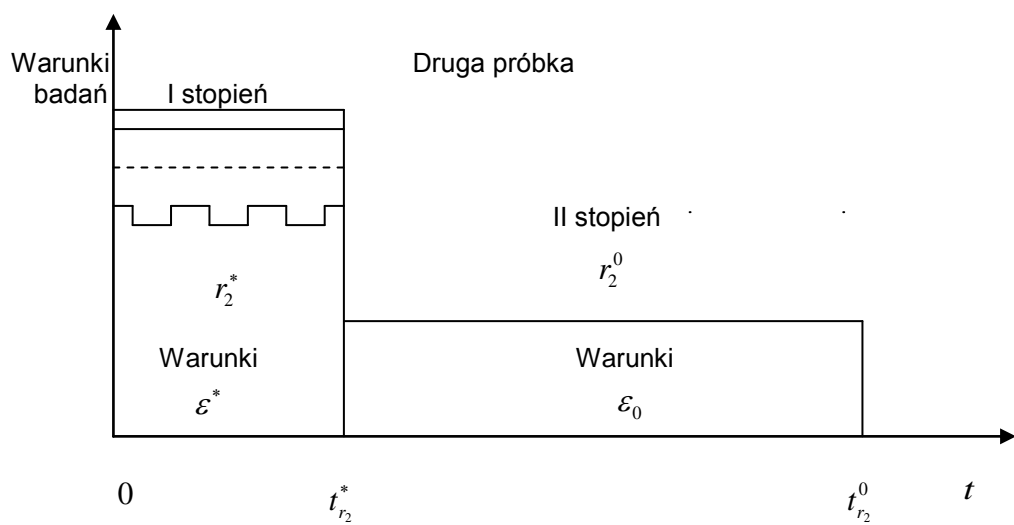 Warunki
badań
Druga próbka
I stopień
II stopień
r₂*
r₂⁰
Warunki
ε*
Warunki
ε₀
0
t*ᵣ₂
t⁰ᵣ₂
t